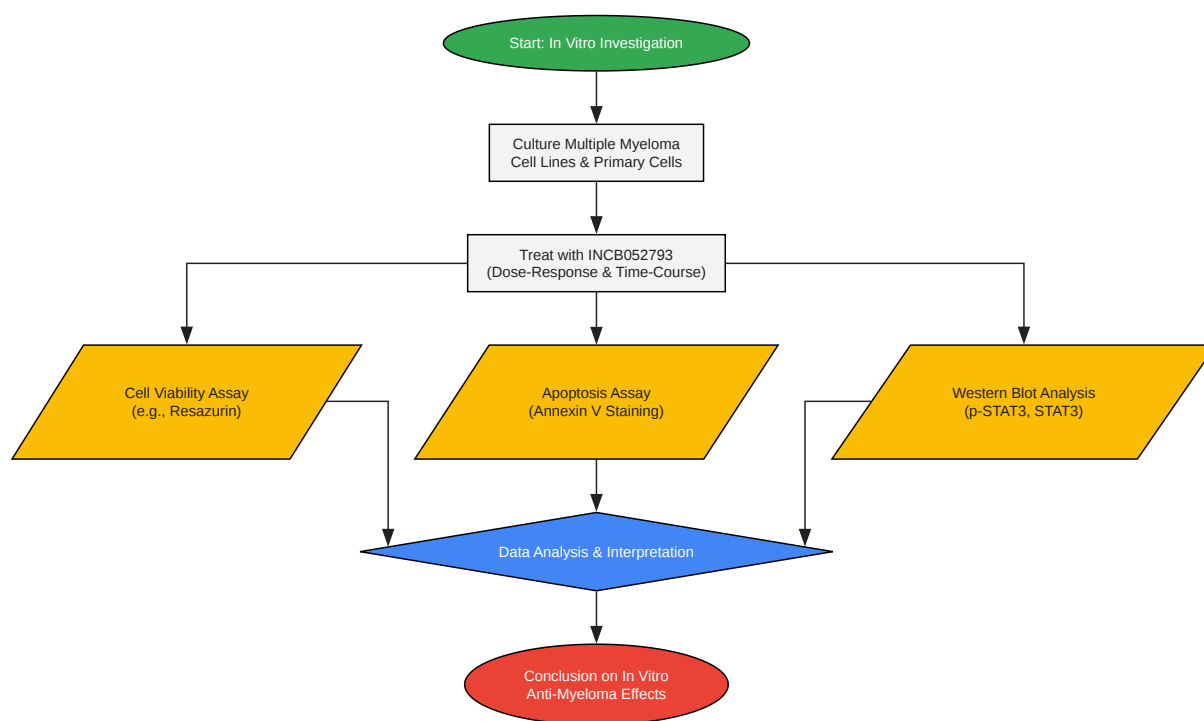 Start: In Vitro Investigation
Culture Multiple Myeloma
Cell Lines & Primary Cells
Treat with INCB052793
(Dose-Response & Time-Course)
Cell Viability Assay
(e.g., Resazurin)
Apoptosis Assay
(Annexin V Staining)
Western Blot Analysis
(p-STAT3, STAT3)
Data Analysis & Interpretation
Conclusion on In Vitro
Anti-Myeloma Effects